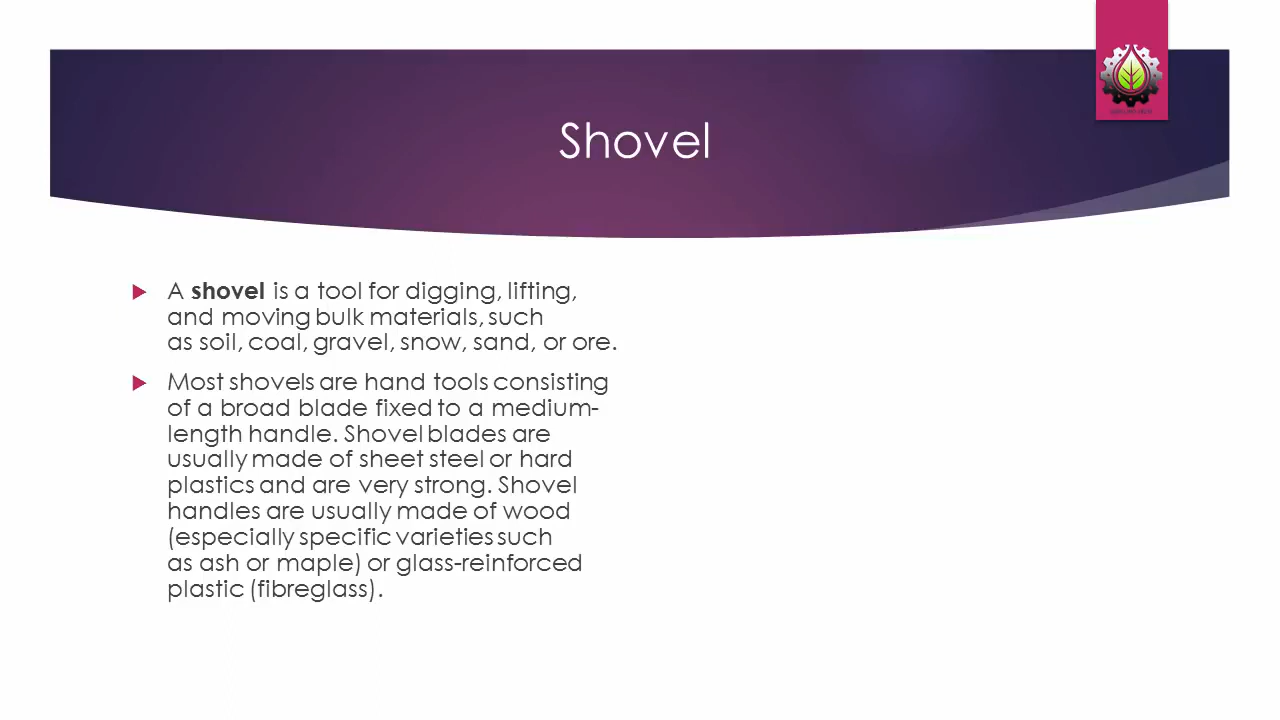 Shovel
A shovel is a tool for digging, lifting,
and moving bulk materials, such
as soil, coal, gravel, snow, sand, or ore.
Most shovels are hand tools consisting
of a broad blade fixed to a medium-
length handle. Shovel blades are
usually made of sheet steel or hard
plastics and are very strong. Shovel
handles are usually made of wood
(especially specific varieties such
as ash or maple) or glass-reinforced
plastic (fibreglass).